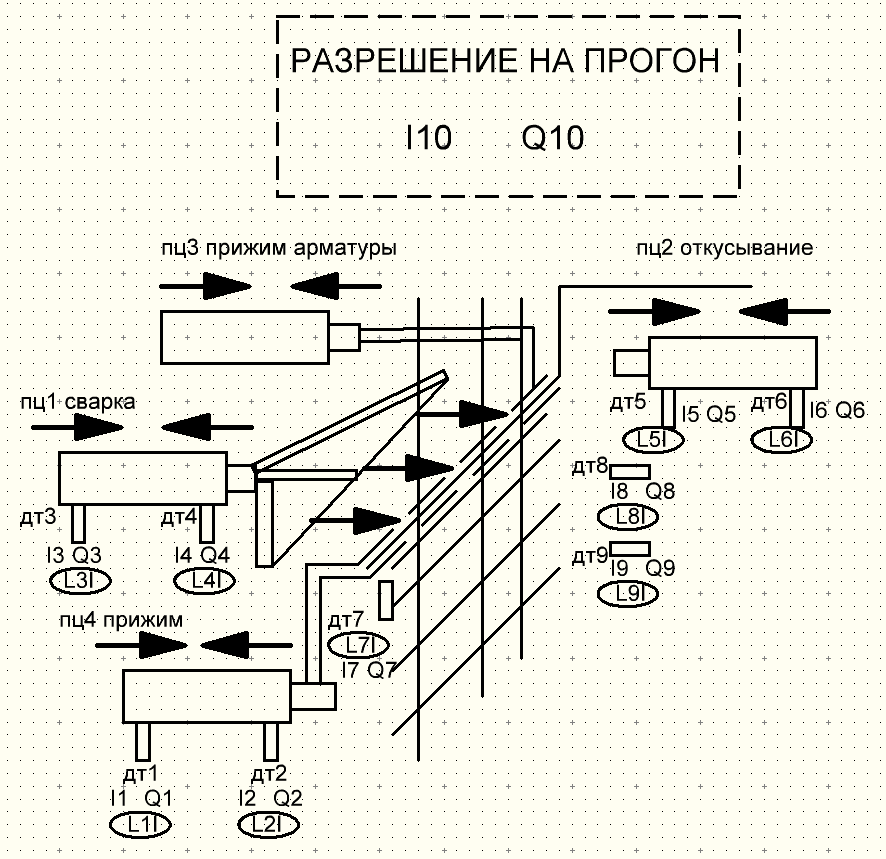 РАЗРЕШЕНИЕ НА ПРОГОН
I10 Q10
пц3 прижим арматуры
пц2 откусывание
пц1 сварка
дт5
I5 Q5
дт6
I6 Q6
L5I
L6I
дт8
I8 Q8
L8I
дт3
дт4
I3 Q3
I4 Q4
L3I
L4I
дт9
I9 Q9
L9I
пц4 прижим
дт7
L7I
I7 Q7
дт1
дт2
I1 Q1
I2 Q2
L1I
L2I